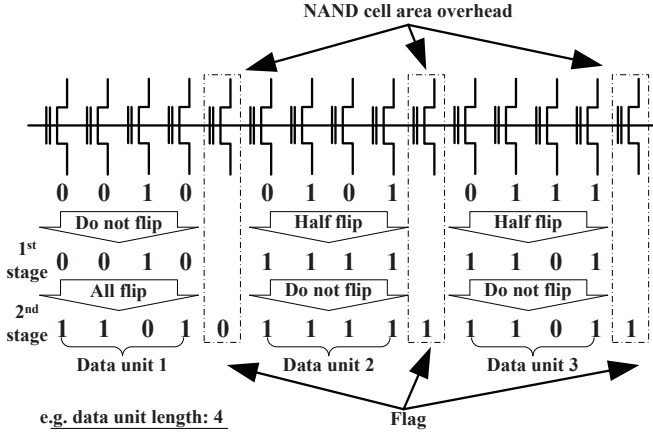 NAND cell area overhead
0 0 1 0 0 1 0 1 0 1 1 1
Do not flip Half flip Half flip
1st stage 0 0 1 0 1 1 1 1 1 1 0 1
All flip Do not flip Do not flip
2nd stage 1 1 0 1 0 1 1 1 1 1 1 1 0 1 1
Data unit 1 Data unit 2 Data unit 3
e.g. data unit length: 4 Flag